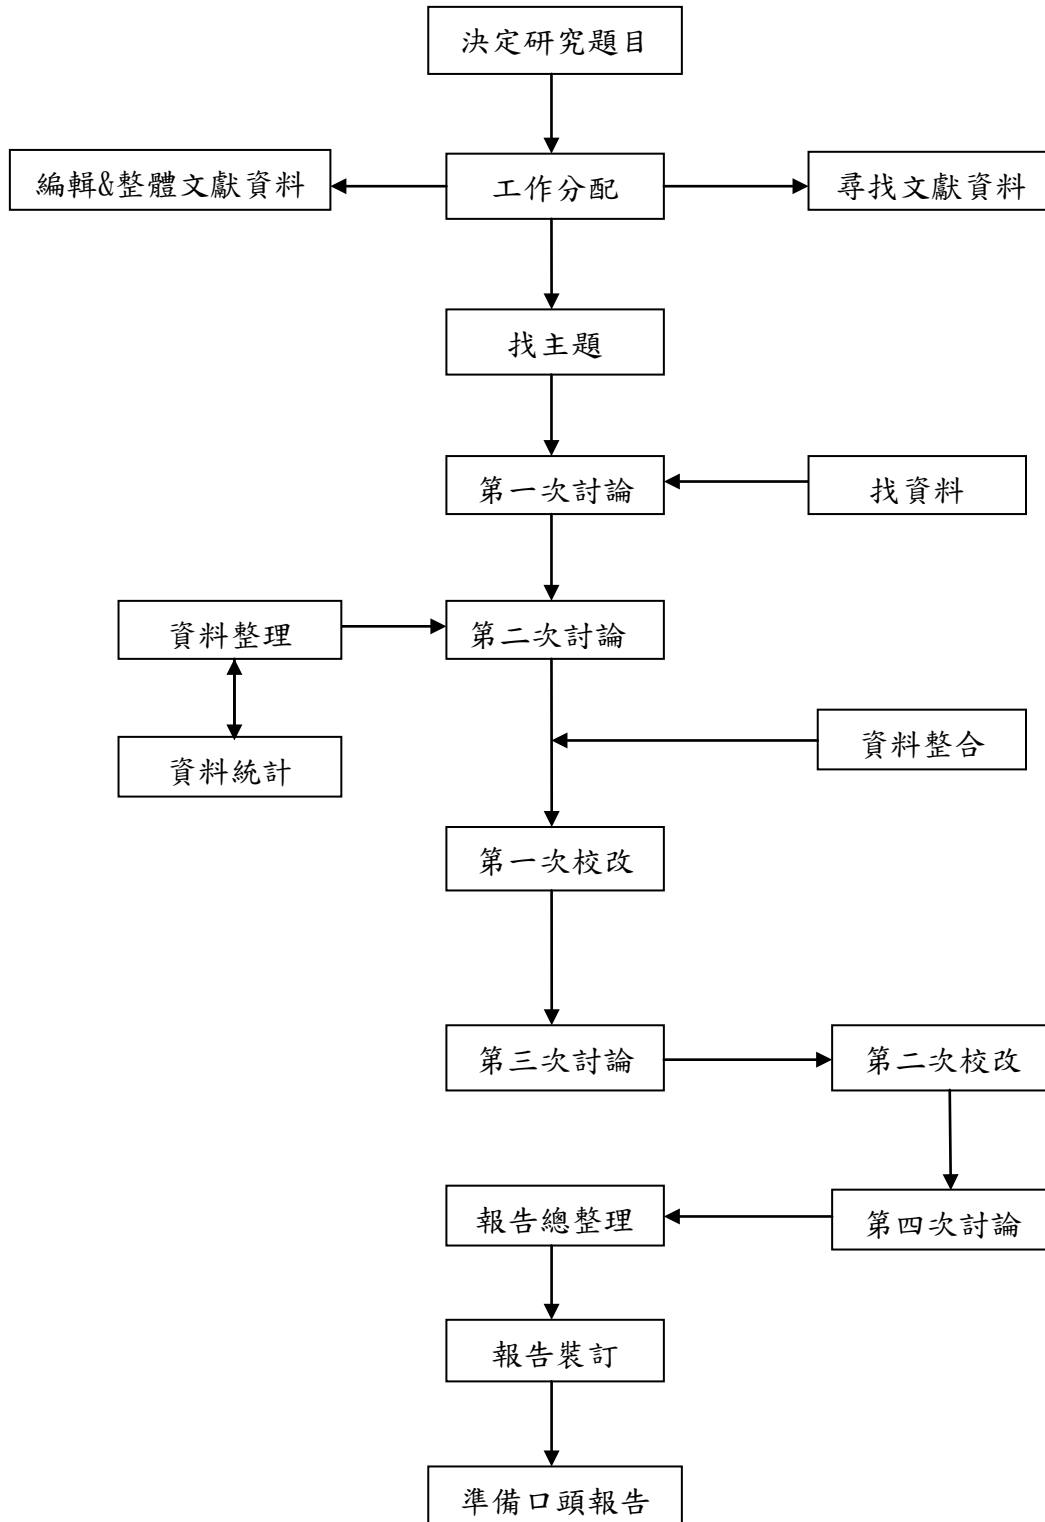 決定研究題目
編輯&整體文獻資料
工作分配
尋找文獻資料
找主題
第一次討論
找資料
資料整理
第二次討論
資料統計
資料整合
第一次校改
第三次討論
第二次校改
報告總整理
第四次討論
報告裝訂
準備口頭報告